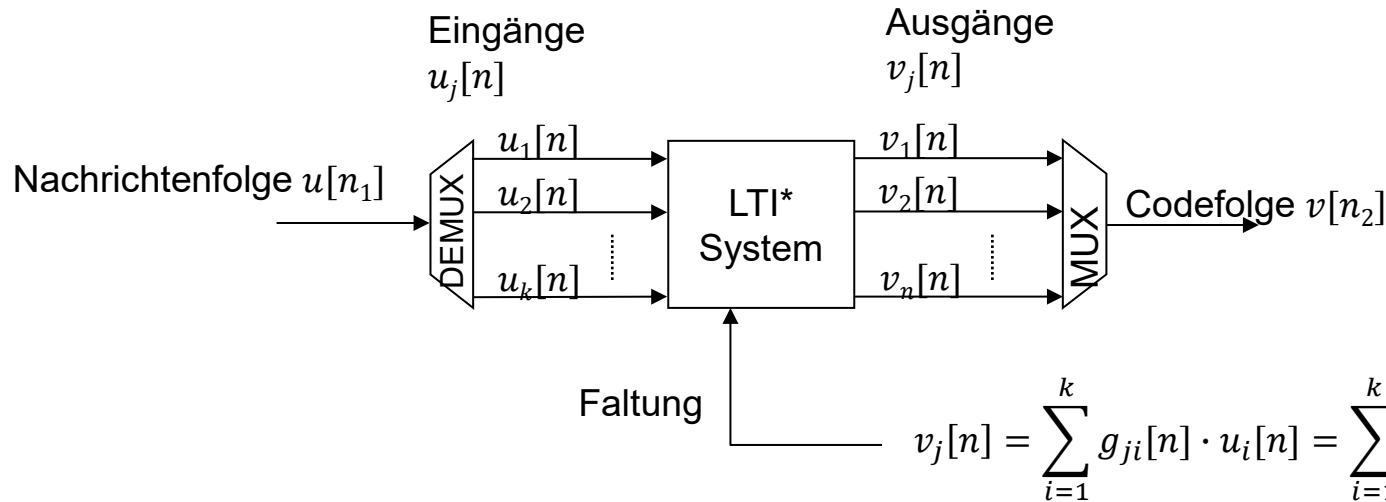 Eingänge
u_j[n]
Ausgänge
v_j[n]
Nachrichtenfolge u[n_1]
DEMUX
u_1[n]
u_2[n]
u_k[n]
LTI*
System
v_1[n]
v_2[n]
v_n[n]
MUX
Codefolge v[n_2]
Faltung
v_j[n] = ∑_{i=1}^{k} g_{ji}[n] · u_i[n] = ∑_{i=1}^{k}